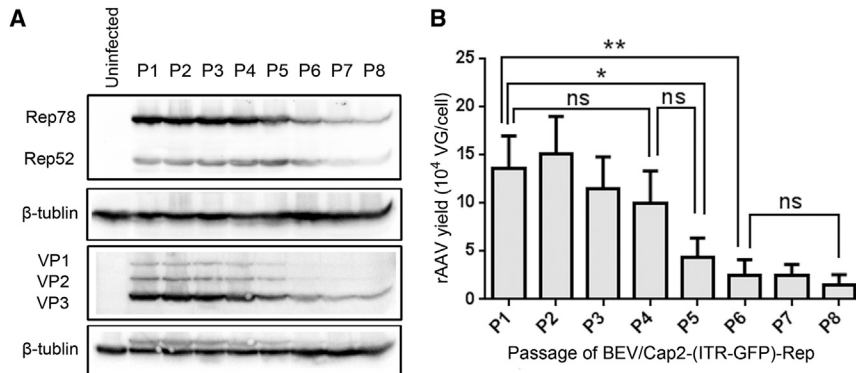 A
Uninfected
P1 P2 P3 P4 P5 P6 P7 P8
Rep78
Rep52
β-tublin
VP1
VP2
VP3
β-tublin
B
rAAV yield (10⁴ VG/cell)
25
20
15
10
5
0
**
*
ns
ns
ns
P1 P2 P3 P4 P5 P6 P7 P8
Passage of BEV/Cap2-(ITR-GFP)-Rep